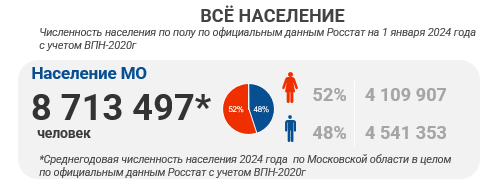 ВСЁ НАСЕЛЕНИЕ
Численность населения по полу по официальным данным Росстат на 1 января 2024 года
с учетом ВПН-2020г
Население МО
8 713 497*
человек
52%
48%
52%
4 109 907
48%
4 541 353
*Среднегодовая численность населения 2024 года по Московской области в целом
по официальным данным Росстат с учетом ВПН-2020г